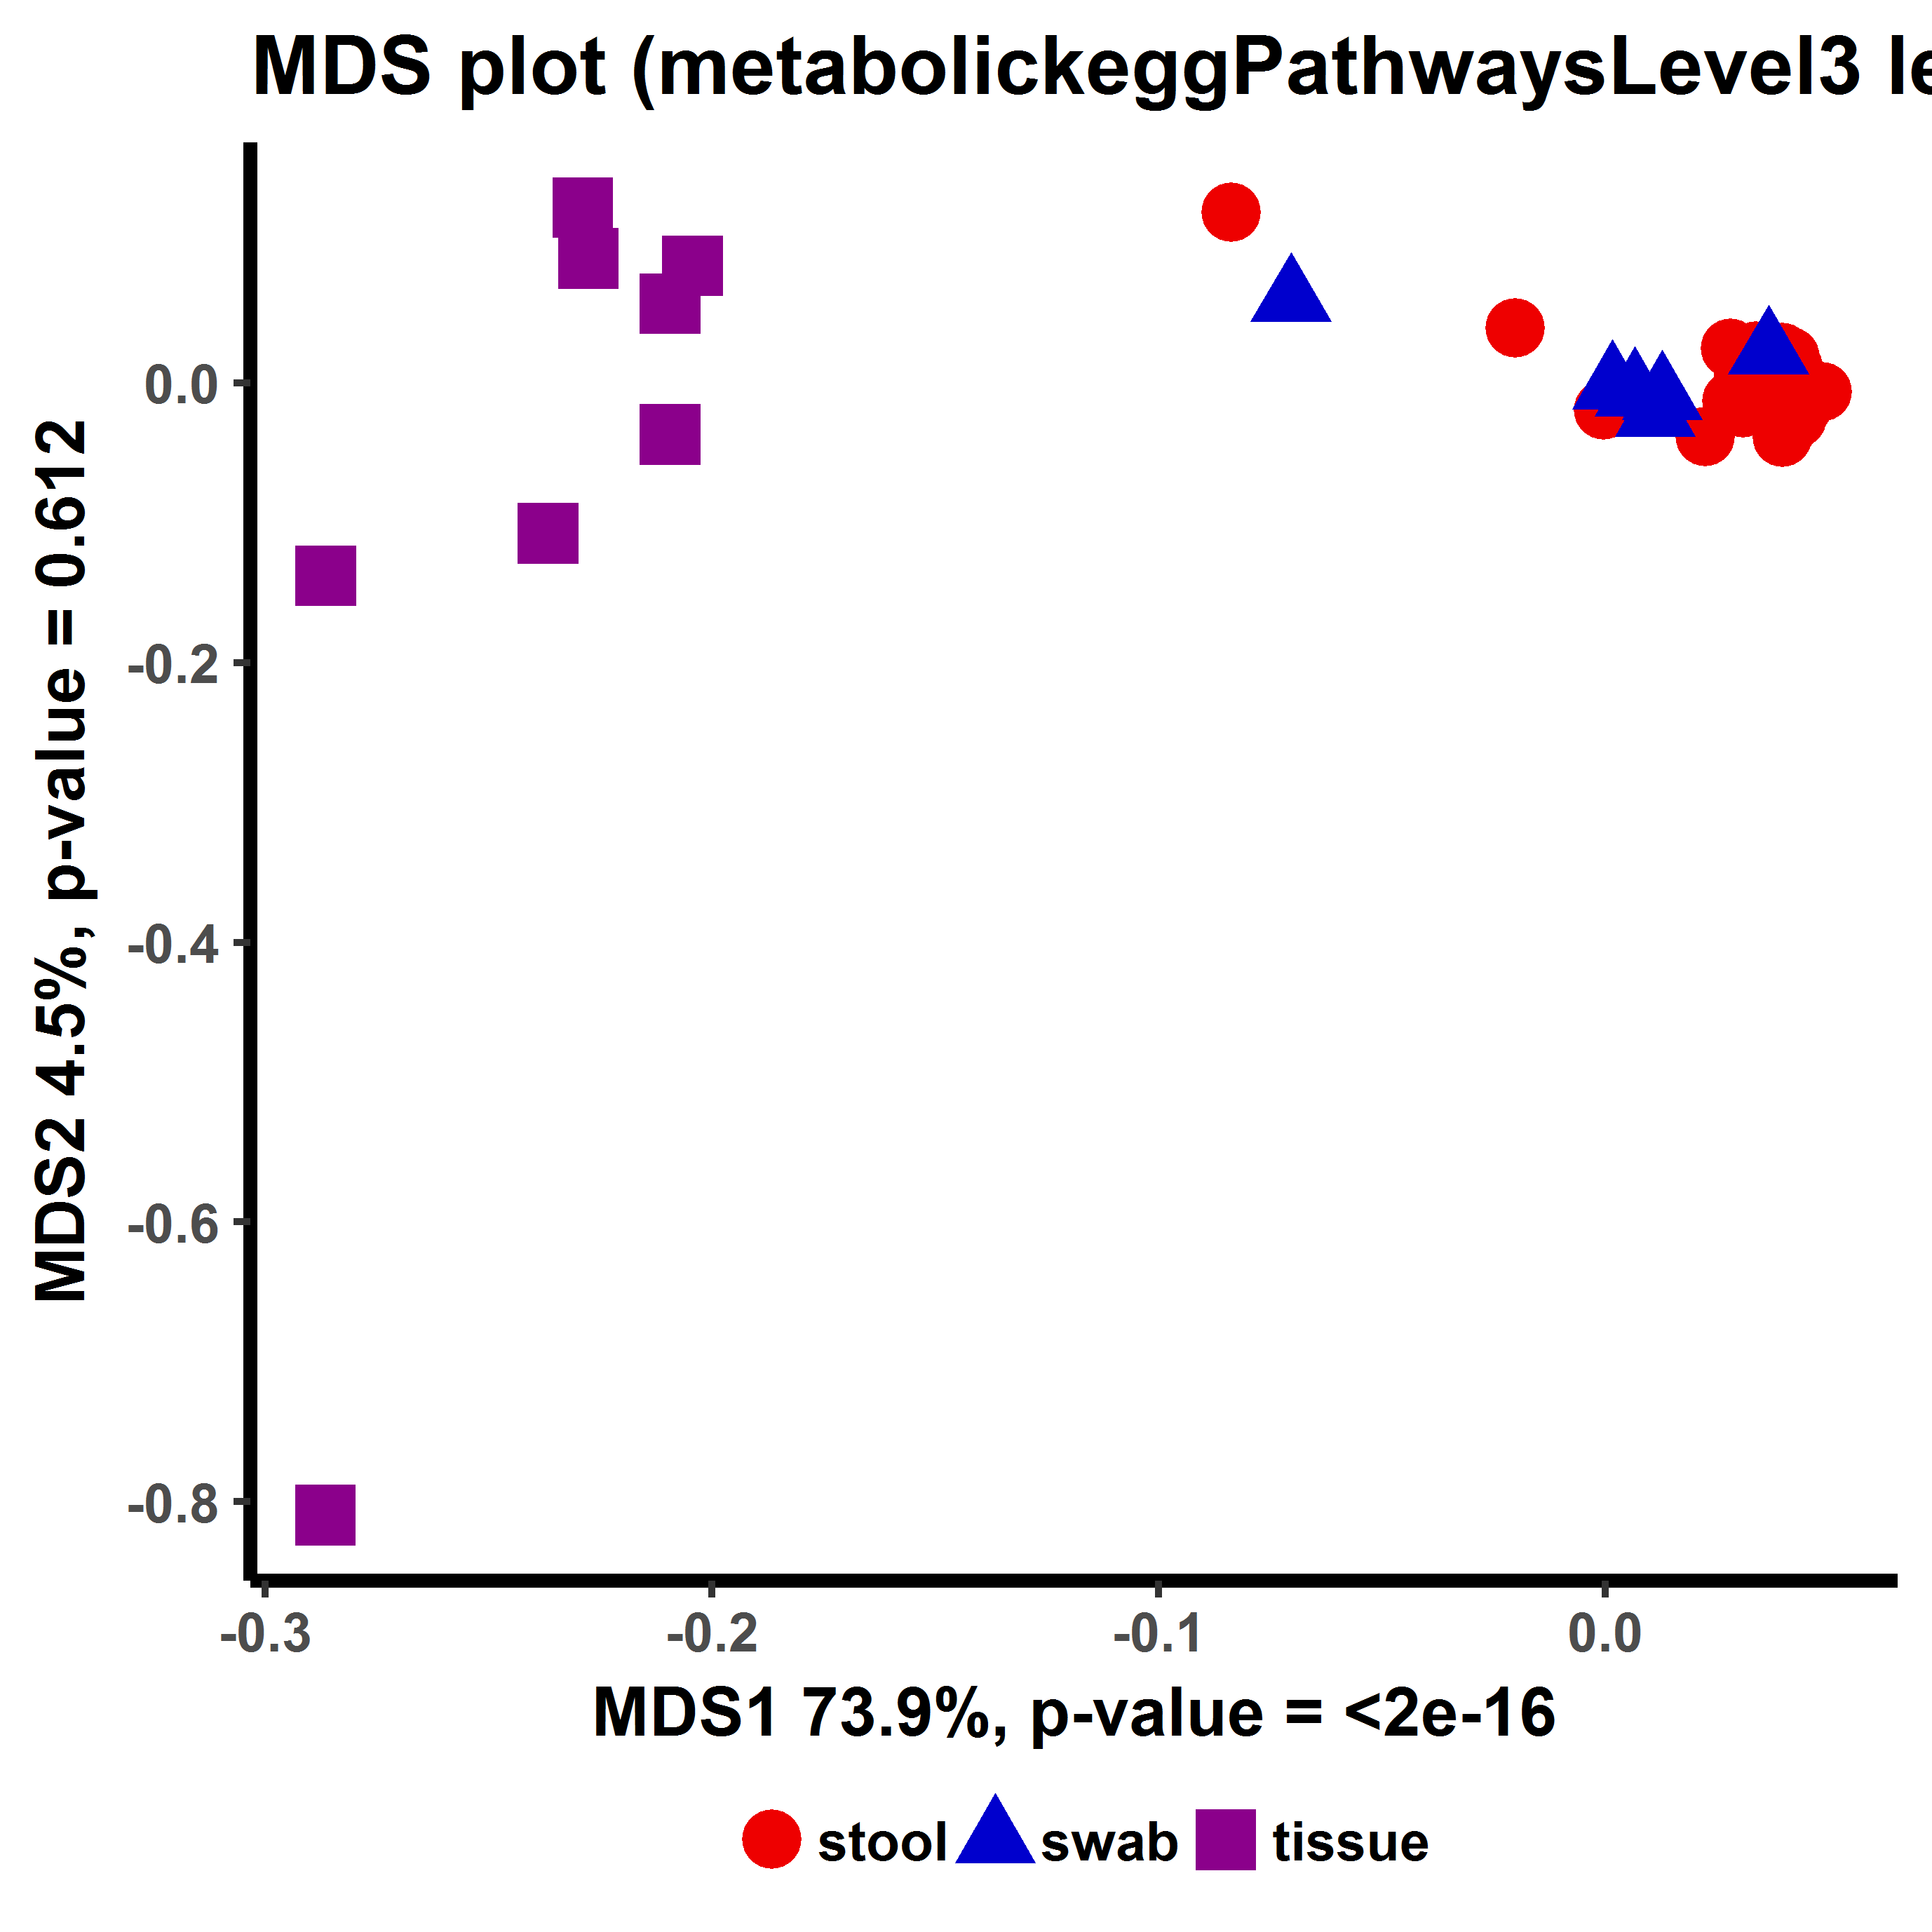 MDS plot (metabolickeggPathwaysLevel3 le
MDS2 4.5%, p-value = 0.612
0.0
-0.2
-0.4
-0.6
-0.8
-0.3 -0.2 -0.1 0.0
MDS1 73.9%, p-value = <2e-16
stool swab tissue